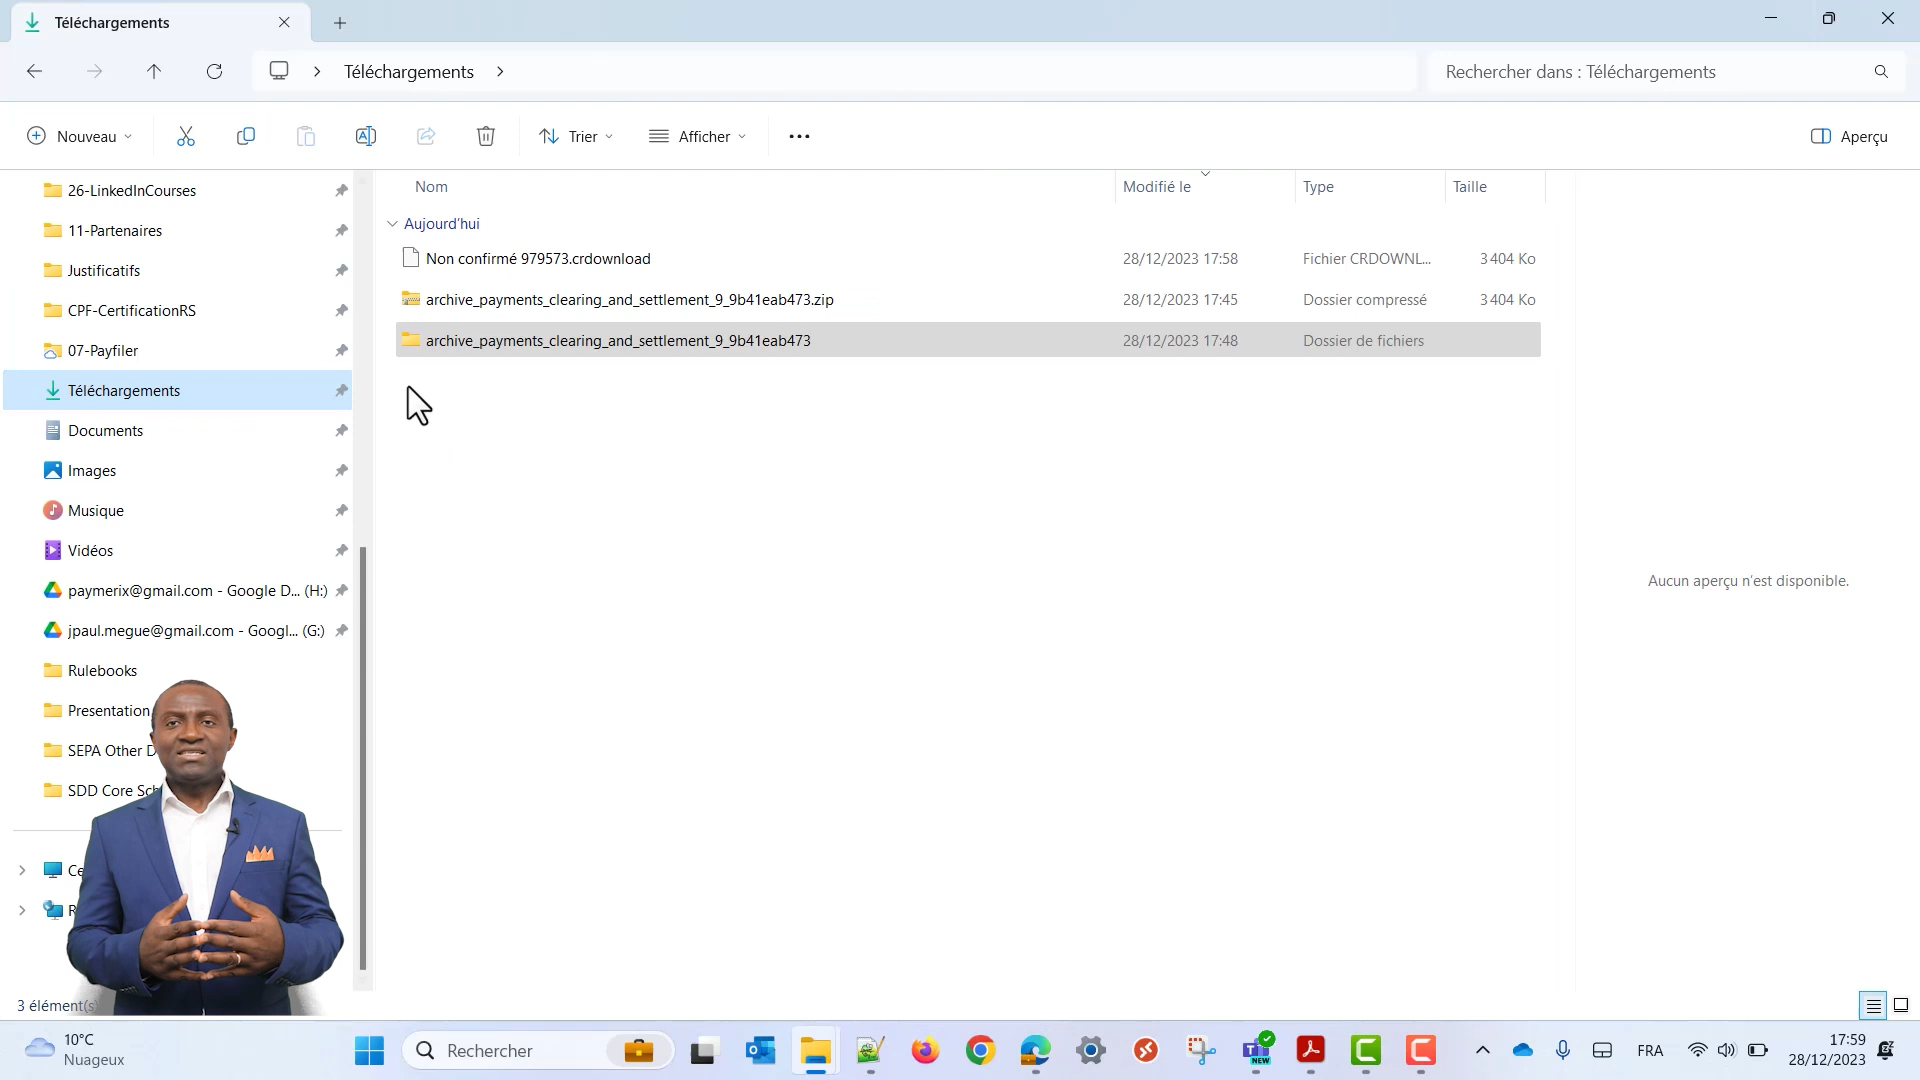 Téléchargements
Téléchargements
Rechercher dans : Téléchargements
Nouveau
Trier
Afficher
Aperçu
26-LinkedInCourses
11-Partenaires
Justificatifs
CPF-CertificationRS
07-Payfiler
Téléchargements
Documents
Images
Musique
Vidéos
paymerix@gmail.com - Google D... (H:)
jpaul.megue@gmail.com - Googl... (G:)
Rulebooks
Presentation
SEPA Other D
SDD Core Sch
Ce
R
3 élément(s)
Nom Modifié le Type Taille
Aujourd'hui
Non confirmé 979573.crdownload 28/12/2023 17:58 Fichier CRDOWNL... 3 404 Ko
archive_payments_clearing_and_settlement_9_9b41eab473.zip 28/12/2023 17:45 Dossier compressé 3 404 Ko
archive_payments_clearing_and_settlement_9_9b41eab473 28/12/2023 17:48 Dossier de fichiers
Aucun aperçu n'est disponible.
10°C
Nuageux
Rechercher
NEW
FRA
17:59
28/12/2023